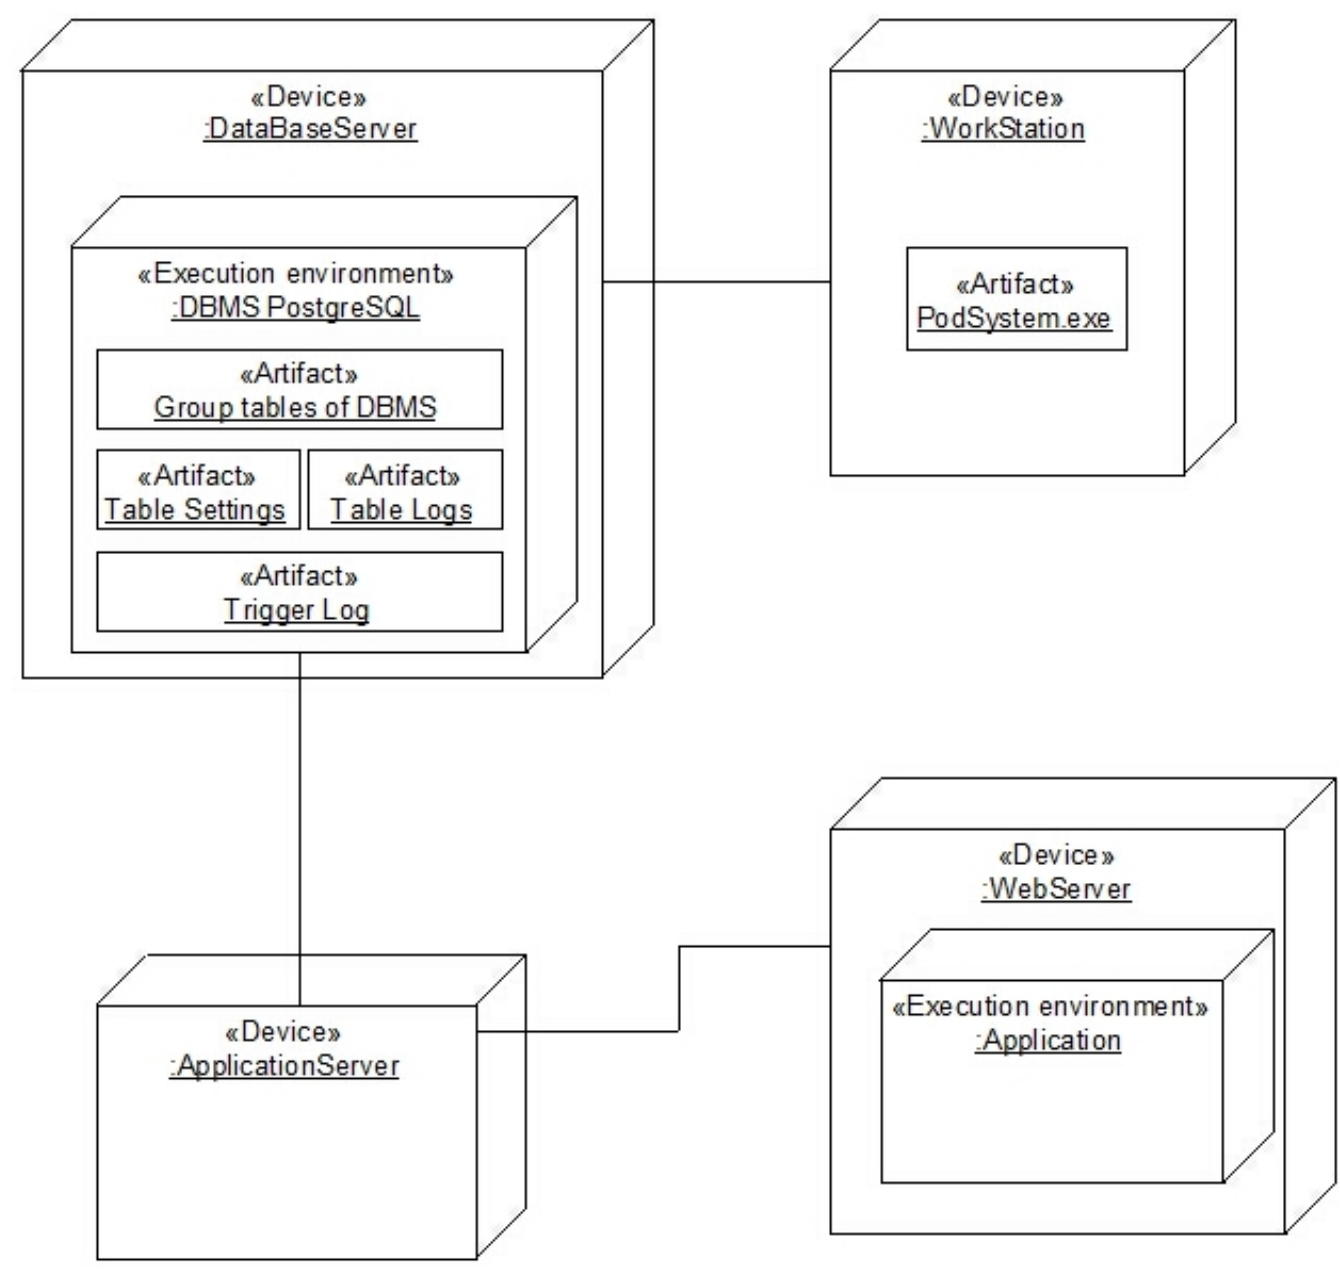 «Device»
:DataBaseServer
«Execution environment»
:DBMS PostgreSQL
«Artifact»
Group tables of DBMS
«Artifact»
Table Settings
«Artifact»
Table Logs
«Artifact»
Trigger Log
«Device»
:WorkStation
«Artifact»
PodSystem.exe
«Device»
:ApplicationServer
«Device»
:WebServer
«Execution environment»
:Application